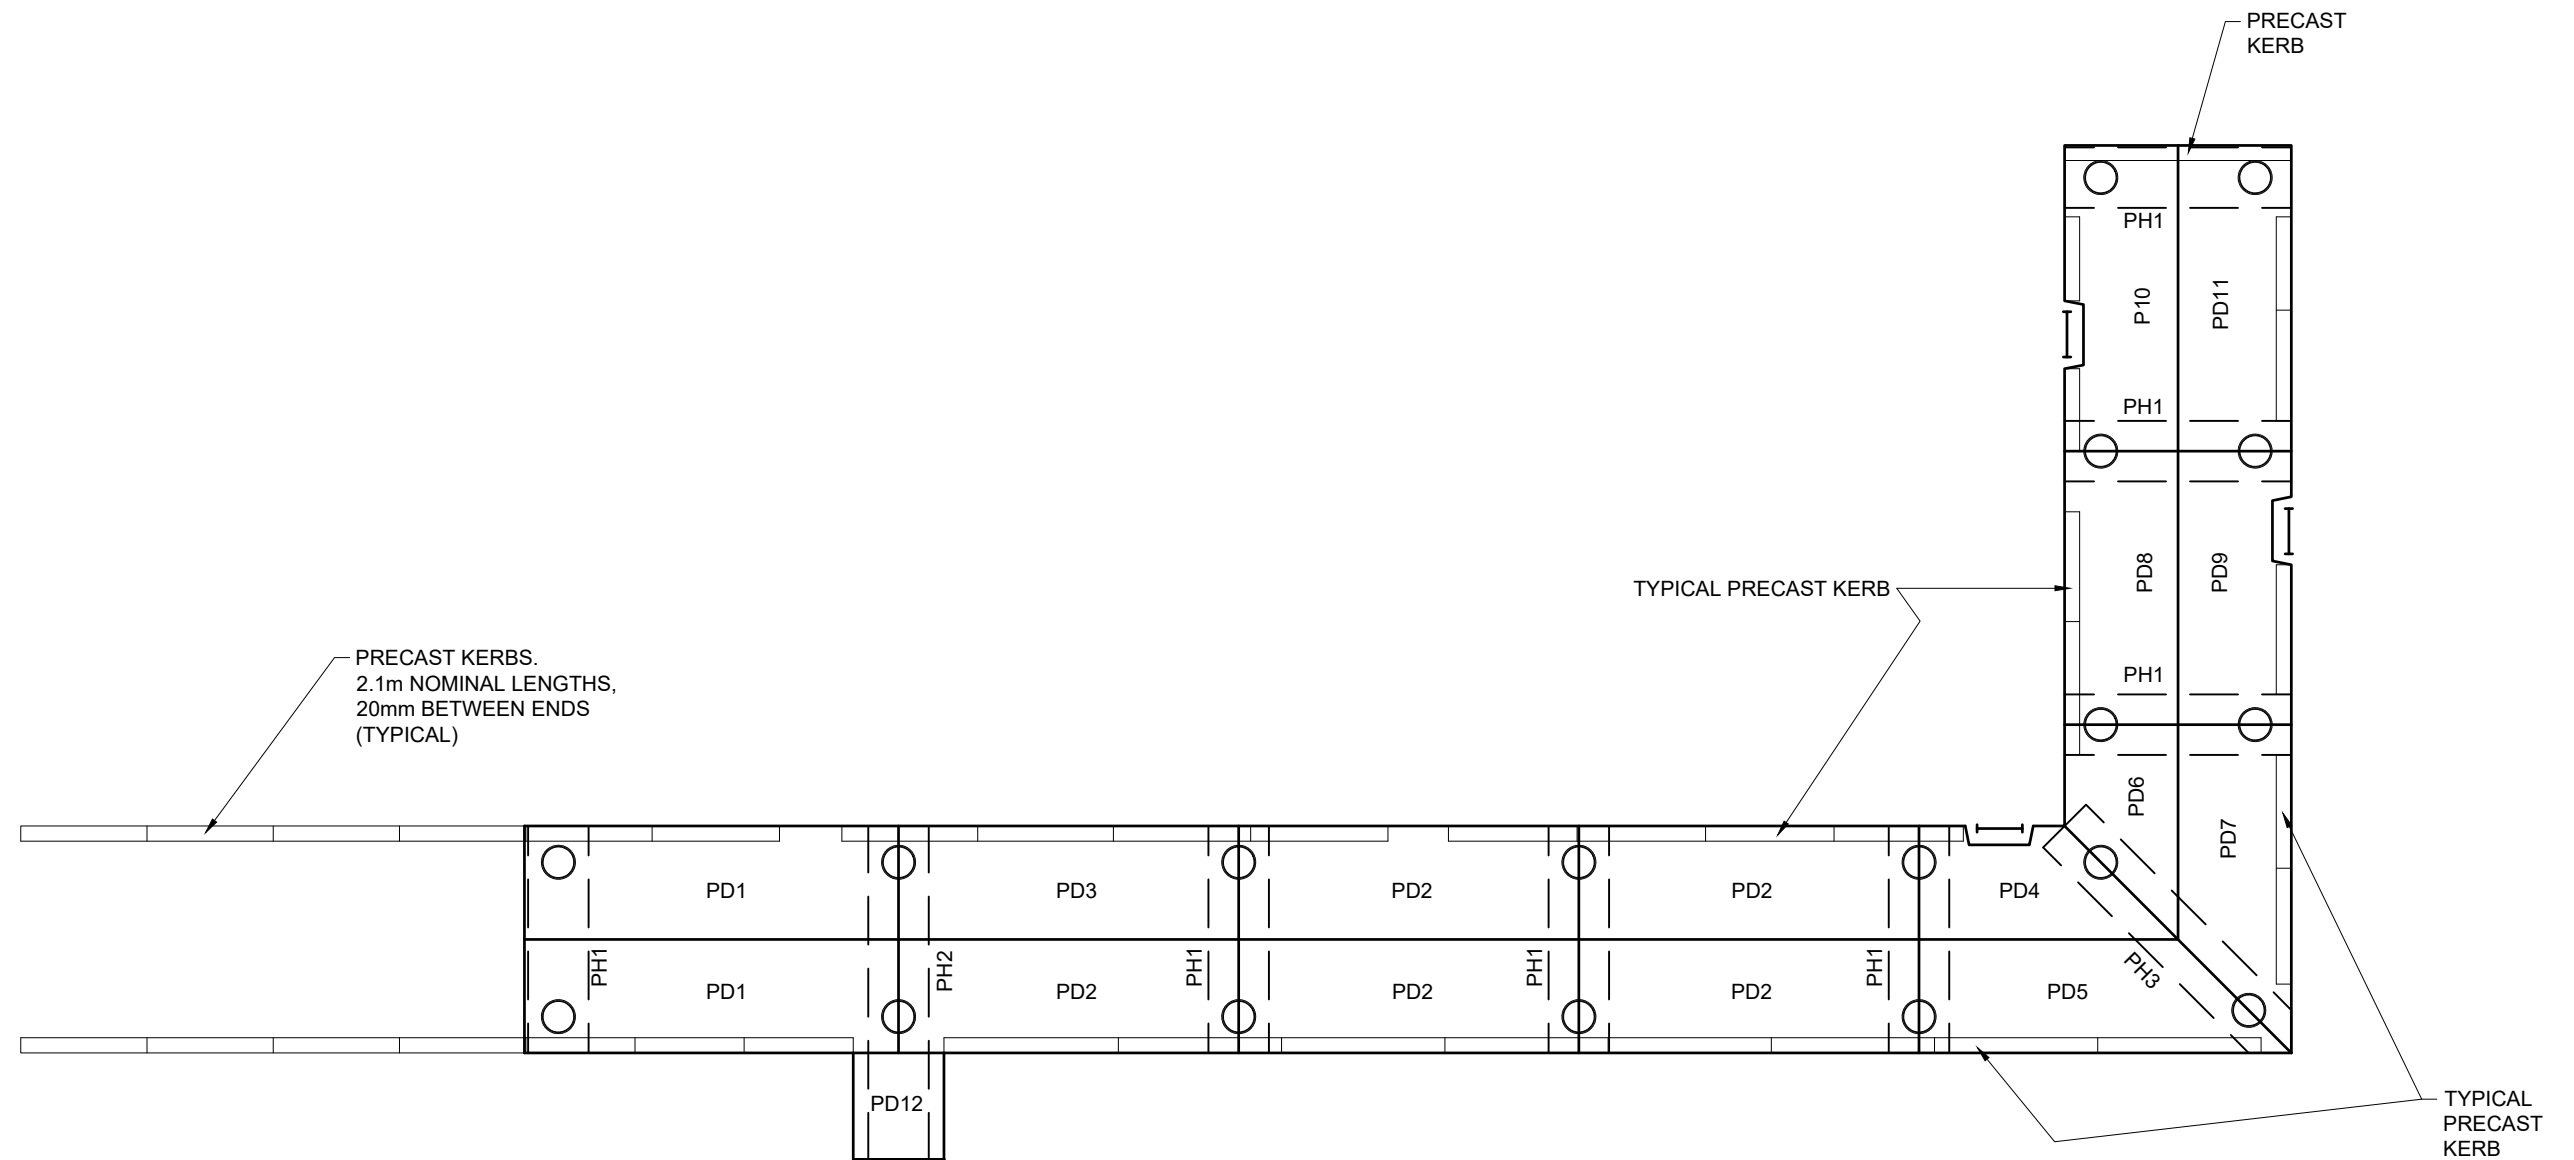 PRECAST
KERB
PH1
P10
PD11
PH1
PD8
PD9
TYPICAL PRECAST KERB
PRECAST KERBS.
2.1m NOMINAL LENGTHS,
20mm BETWEEN ENDS
(TYPICAL)
PH1
PD6
PD7
PD1
PD3
PD2
PD2
PD4
PH1
PH2
PH1
PH1
PH1
PH3
PD1
PD2
PD2
PD2
PD5
PD12
TYPICAL
PRECAST
KERB